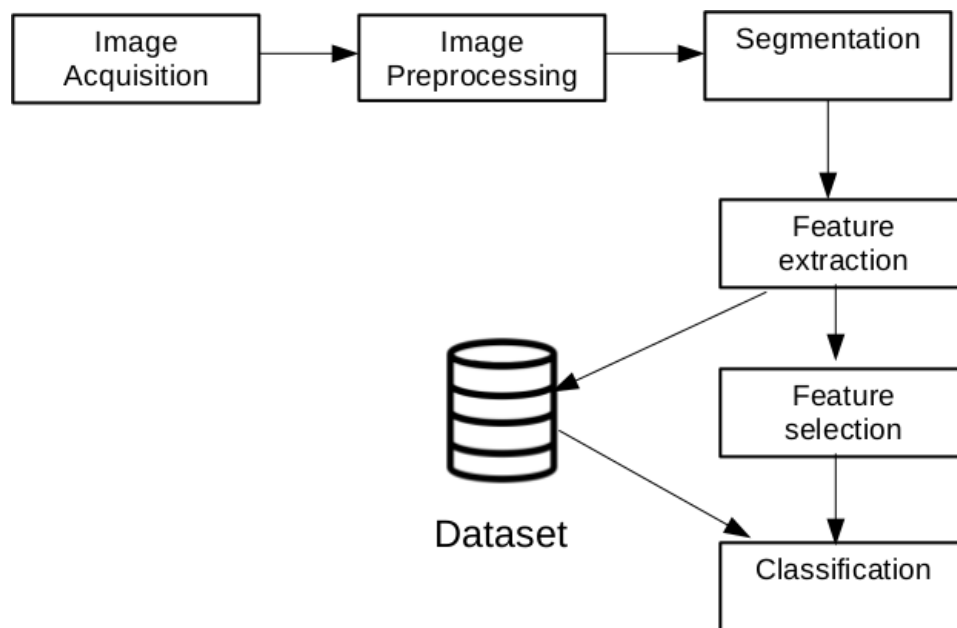 Image
Acquisition
Image
Preprocessing
Segmentation
Feature
extraction
Feature
selection
Dataset
Classification